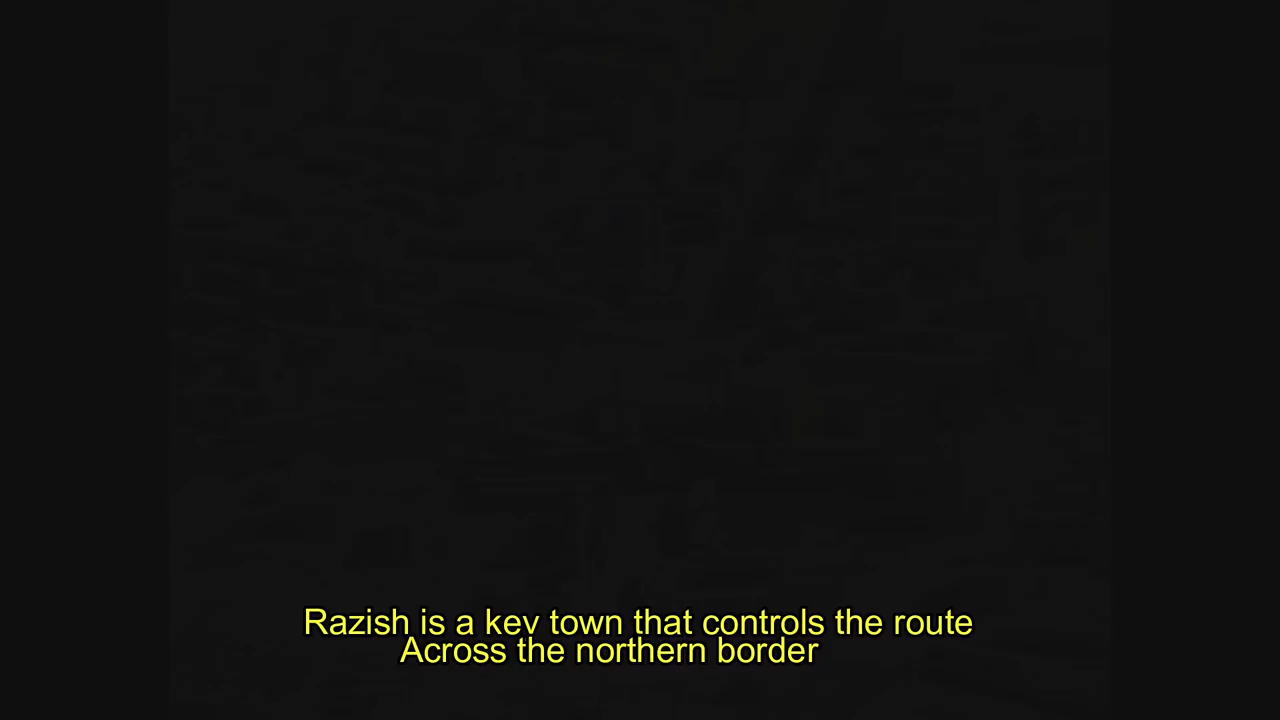 Razish is a key town that controls the route
Across the northern border